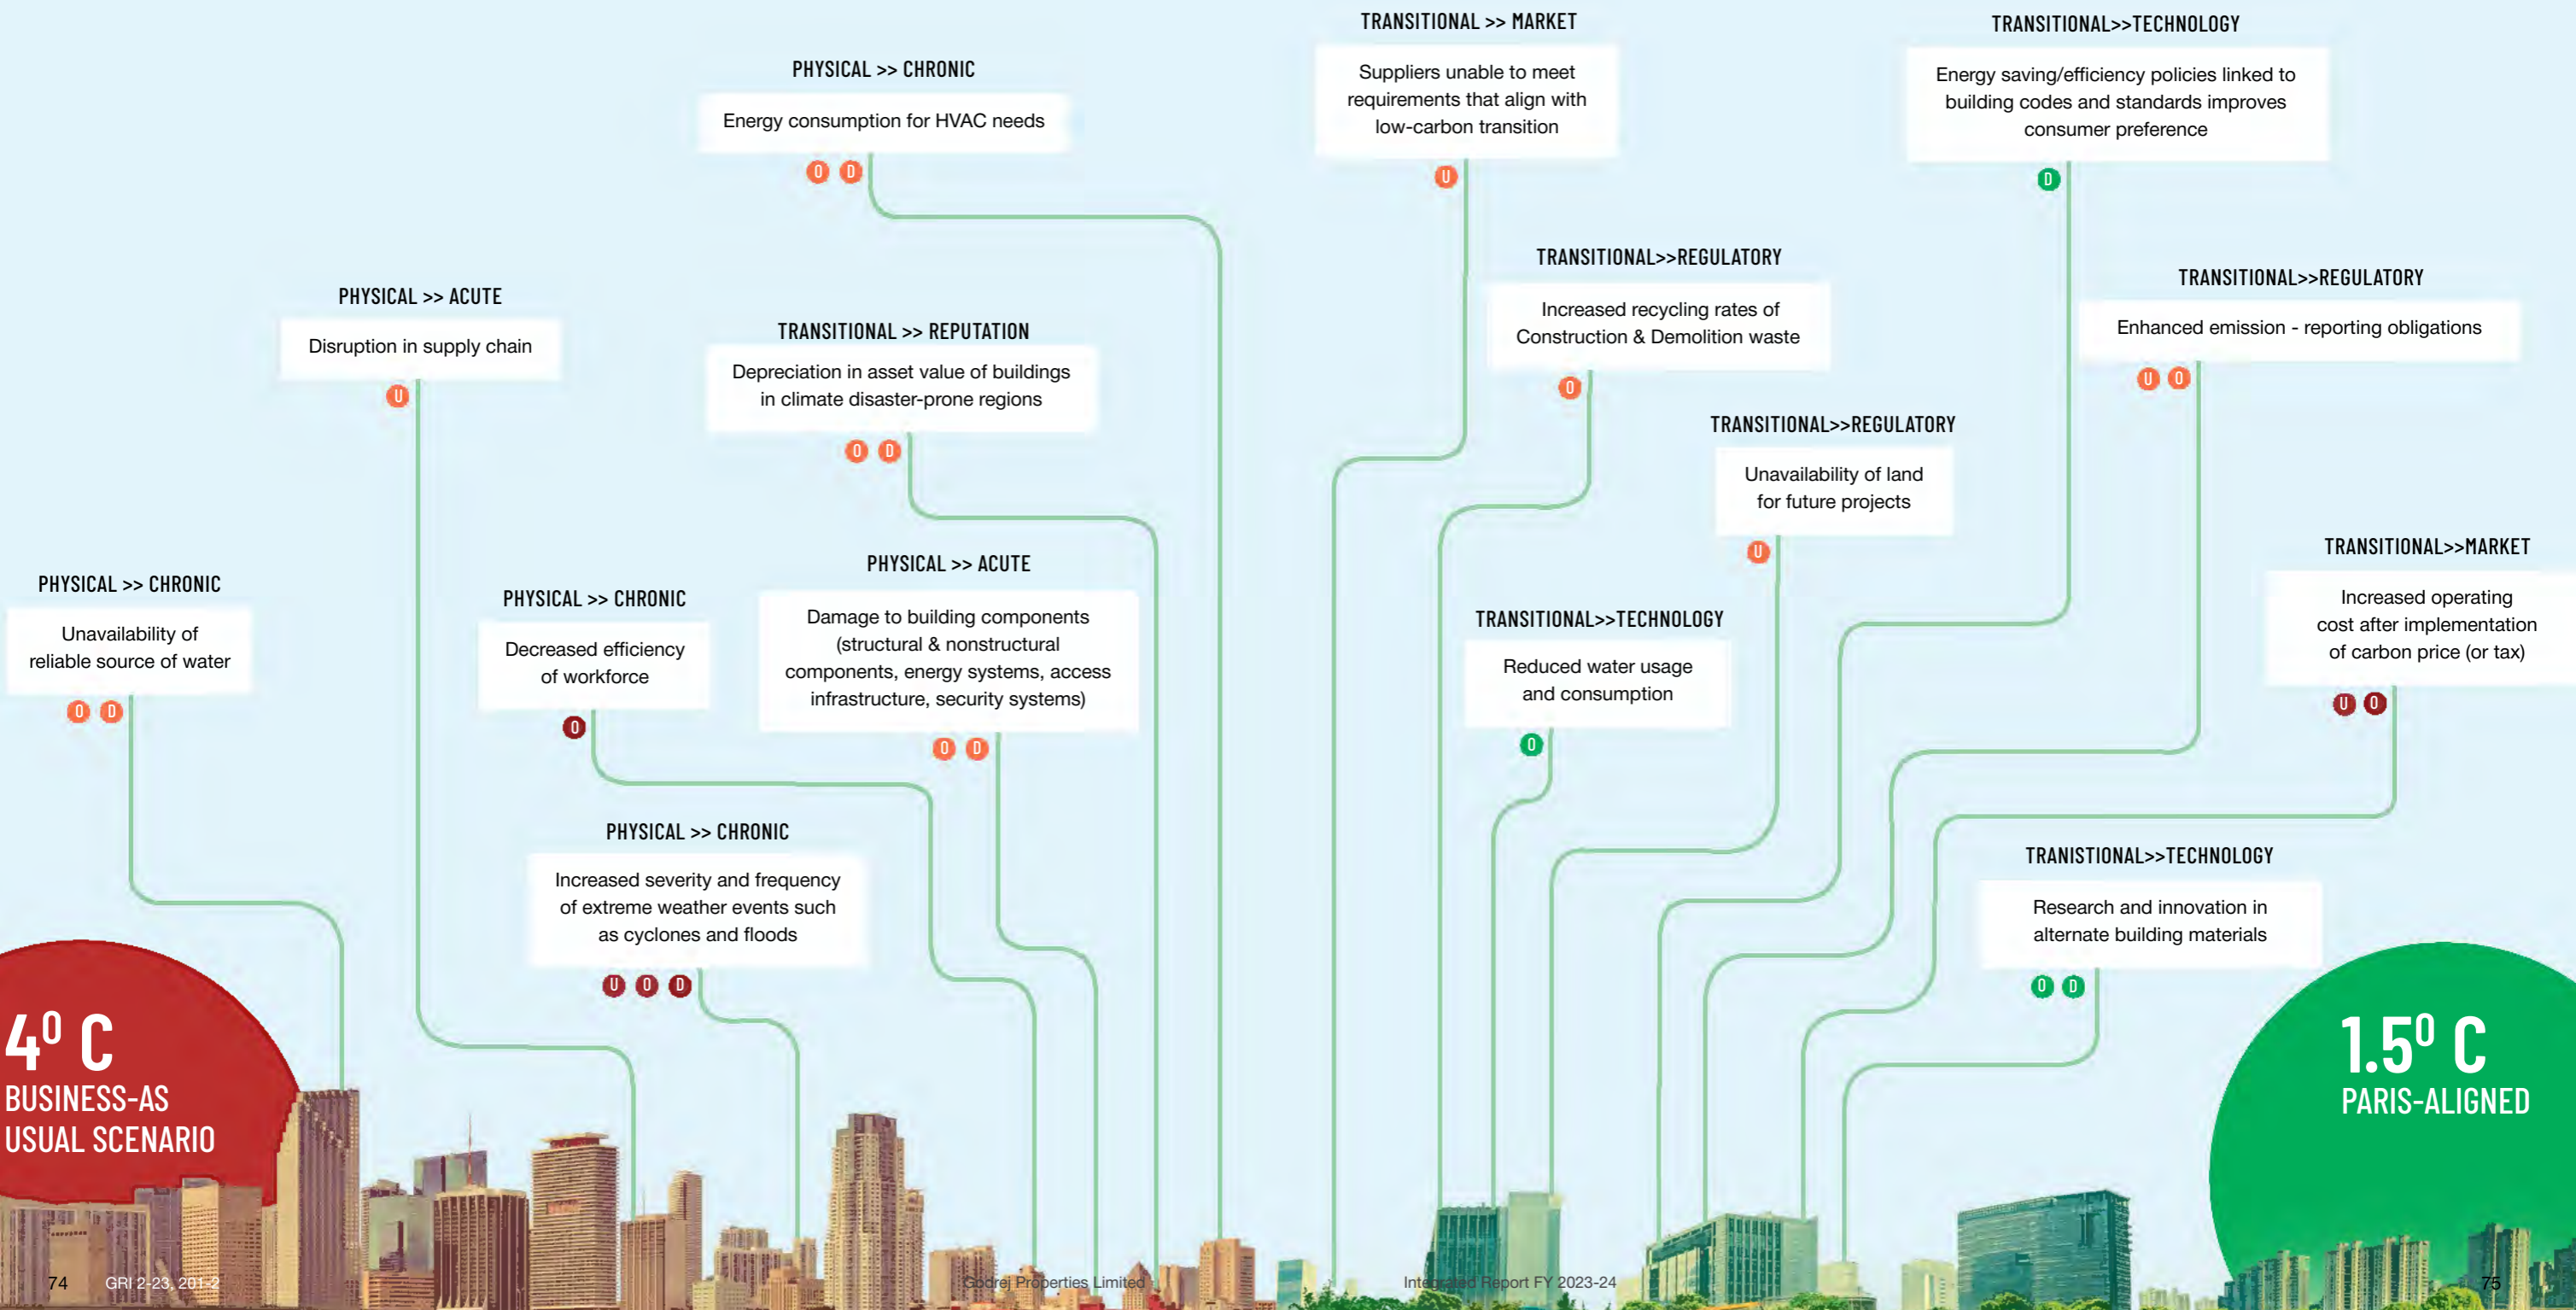 PHYSICAL >> CHRONIC
Energy consumption for HVAC needs
O D
TRANSITIONAL >> MARKET
Suppliers unable to meet
requirements that align with
low-carbon transition
U
TRANSITIONAL>>TECHNOLOGY
Energy saving/efficiency policies linked to
building codes and standards improves
consumer preference
D
PHYSICAL >> ACUTE
Disruption in supply chain
U
TRANSITIONAL >> REPUTATION
Depreciation in asset value of buildings
in climate disaster-prone regions
O D
TRANSITIONAL>>REGULATORY
Increased recycling rates of
Construction & Demolition waste
O
TRANSITIONAL>>REGULATORY
Enhanced emission - reporting obligations
U O
TRANSITIONAL>>REGULATORY
Unavailability of land
for future projects
U
PHYSICAL >> CHRONIC
Unavailability of
reliable source of water
O D
PHYSICAL >> CHRONIC
Decreased efficiency
of workforce
O
PHYSICAL >> ACUTE
Damage to building components
(structural & nonstructural
components, energy systems, access
infrastructure, security systems)
O D
TRANSITIONAL>>TECHNOLOGY
Reduced water usage
and consumption
O
TRANSITIONAL>>MARKET
Increased operating
cost after implementation
of carbon price (or tax)
U O
PHYSICAL >> CHRONIC
Increased severity and frequency
of extreme weather events such
as cyclones and floods
U O D
TRANISTIONAL>>TECHNOLOGY
Research and innovation in
alternate building materials
O D
4⁰ C
BUSINESS-AS
USUAL SCENARIO
1.5⁰ C
PARIS-ALIGNED
74 GRI 2-23, 201-2
Godrej Properties Limited
Integrated Report FY 2023-24
75